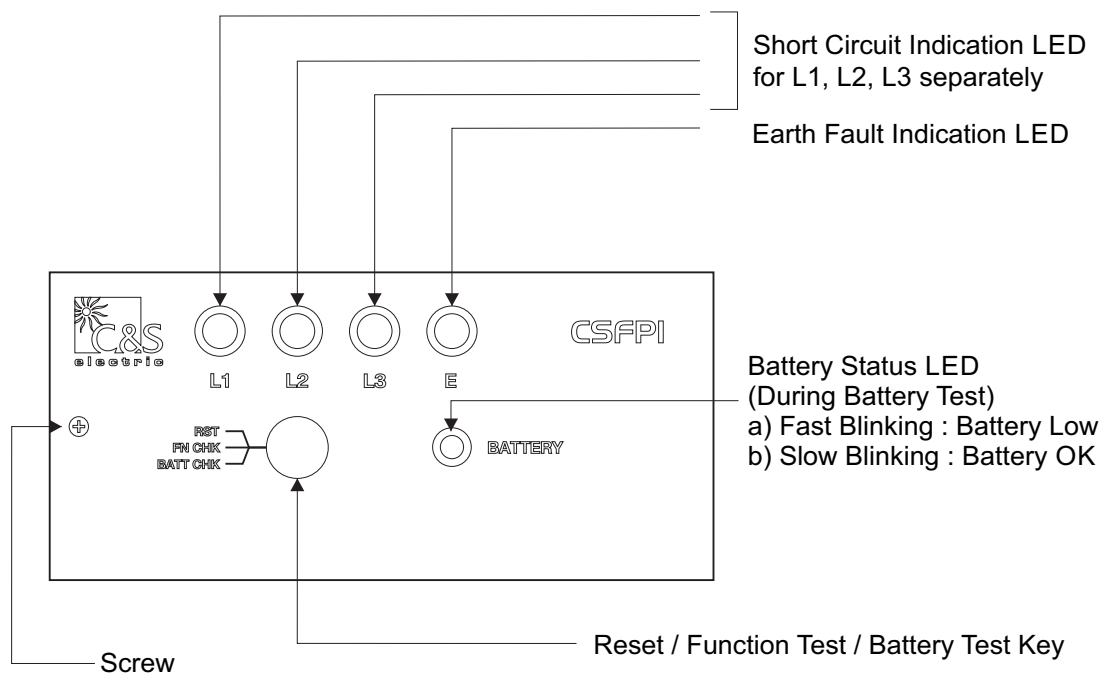 Short Circuit Indication LED
for L1, L2, L3 separately
Earth Fault Indication LED
C&S
electric
L1
L2
L3
E
CSFPI
RST
FN CHK
BATT CHK
BATTERY
Battery Status LED
(During Battery Test)
a) Fast Blinking : Battery Low
b) Slow Blinking : Battery OK
Reset / Function Test / Battery Test Key
Screw